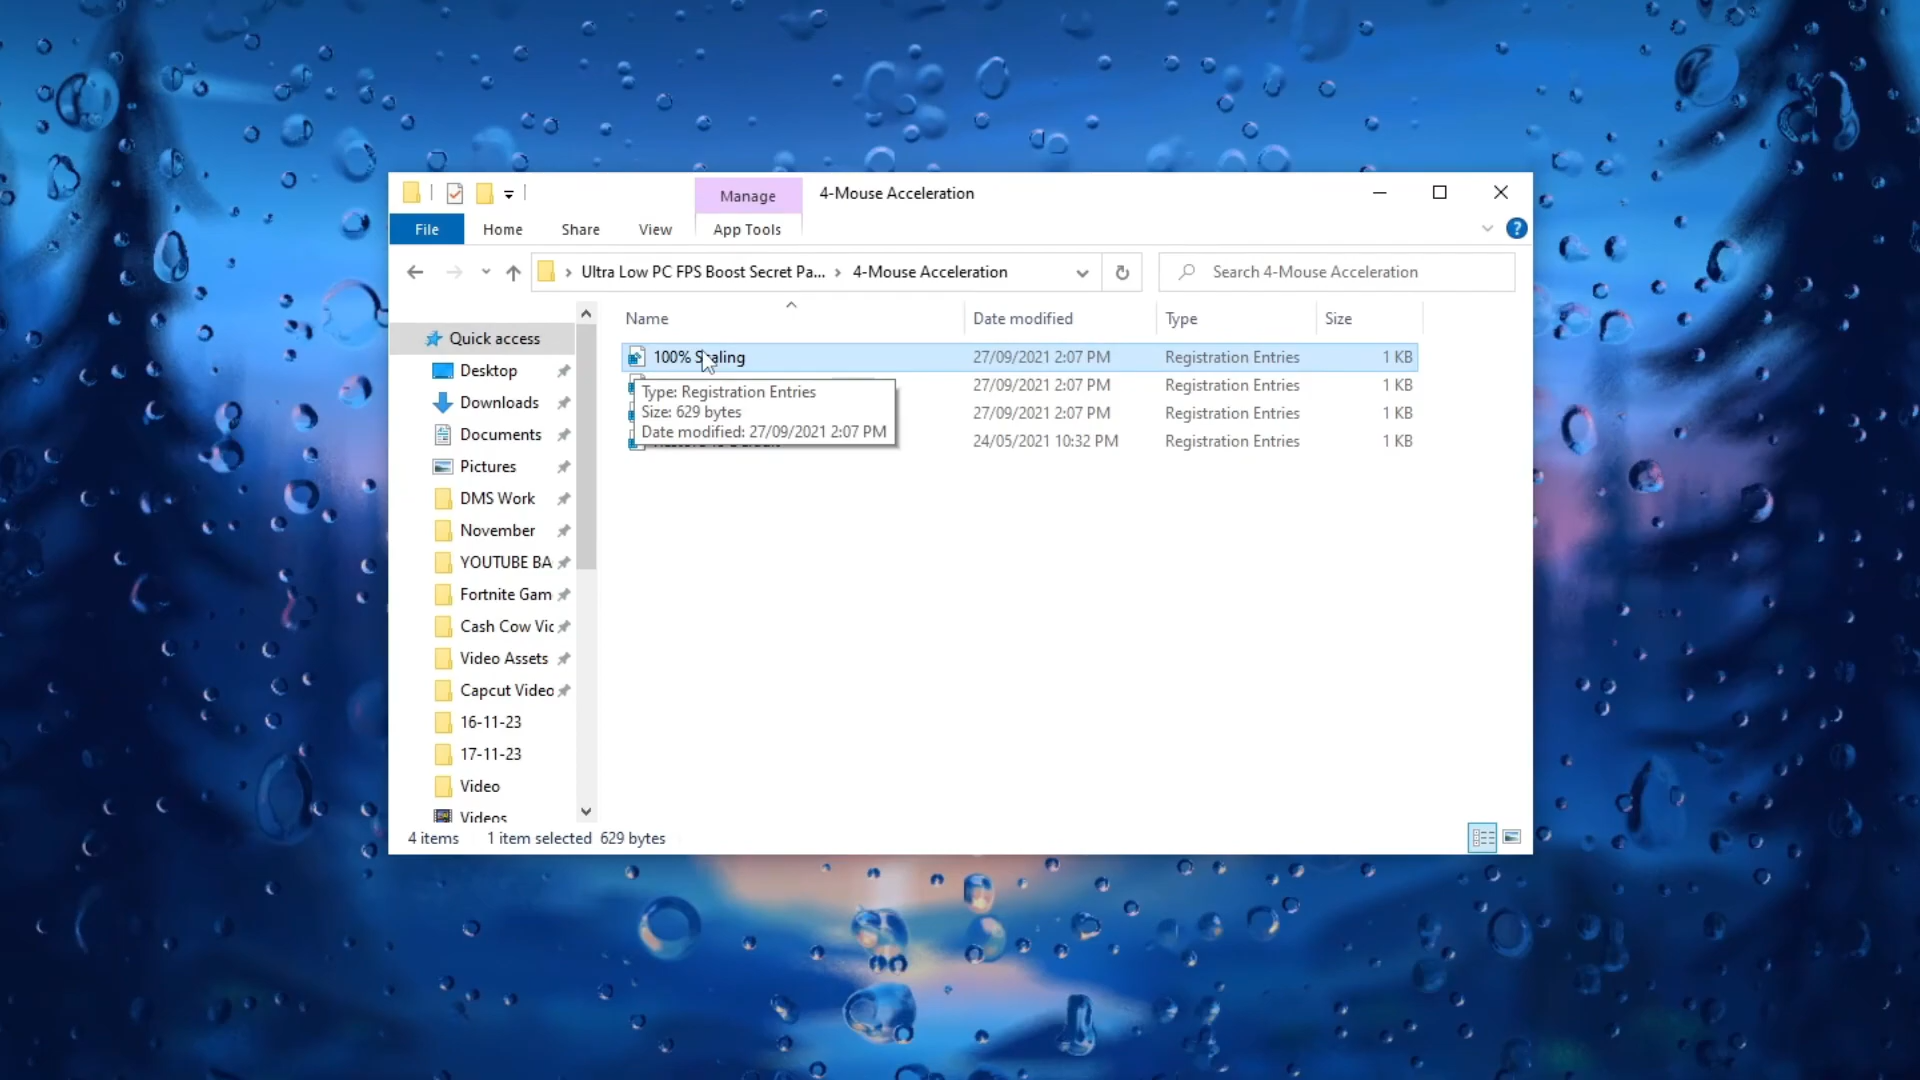 Manage
4-Mouse Acceleration
File
Home
Share
View
App Tools
Ultra Low PC FPS Boost Secret Pa...
4-Mouse Acceleration
Search 4-Mouse Acceleration
Name
Date modified
Type
Size
100% Scaling
27/09/2021 2:07 PM
Registration Entries
1 KB
27/09/2021 2:07 PM
Registration Entries
1 KB
27/09/2021 2:07 PM
Registration Entries
1 KB
24/05/2021 10:32 PM
Registration Entries
1 KB
Type: Registration Entries
Size: 629 bytes
Date modified: 27/09/2021 2:07 PM
Quick access
Desktop
Downloads
Documents
Pictures
DMS Work
November
YOUTUBE BA
Fortnite Gam
Cash Cow Vic
Video Assets
Capcut Video
16-11-23
17-11-23
Video
Videos
4 items
1 item selected
629 bytes